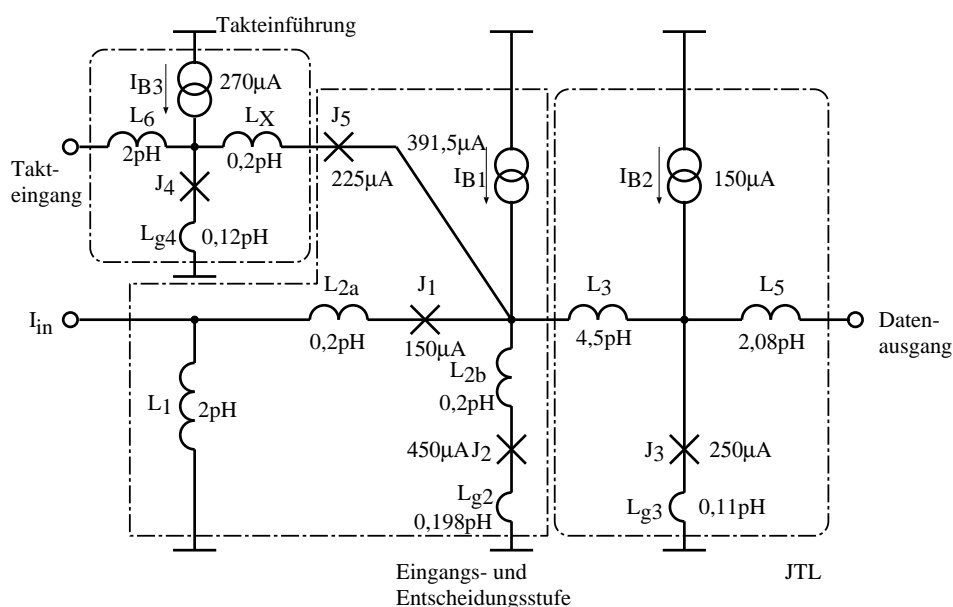 Takteinführung
I_B3
270µA
L_6
L_X
J_5
2pH
0,2pH
391,5µA
Takt-
eingang
J_4
225µA
I_B1
I_B2
150µA
L_g4
0,12pH
L_2a
J_1
L_3
L_5
I_in
0,2pH
150µA
4,5pH
2,08pH
Daten-
ausgang
L_2b
L_1
2pH
0,2pH
450µA
J_2
J_3
250µA
L_g2
L_g3
0,11pH
0,198pH
Eingangs- und
Entscheidungsstufe
JTL